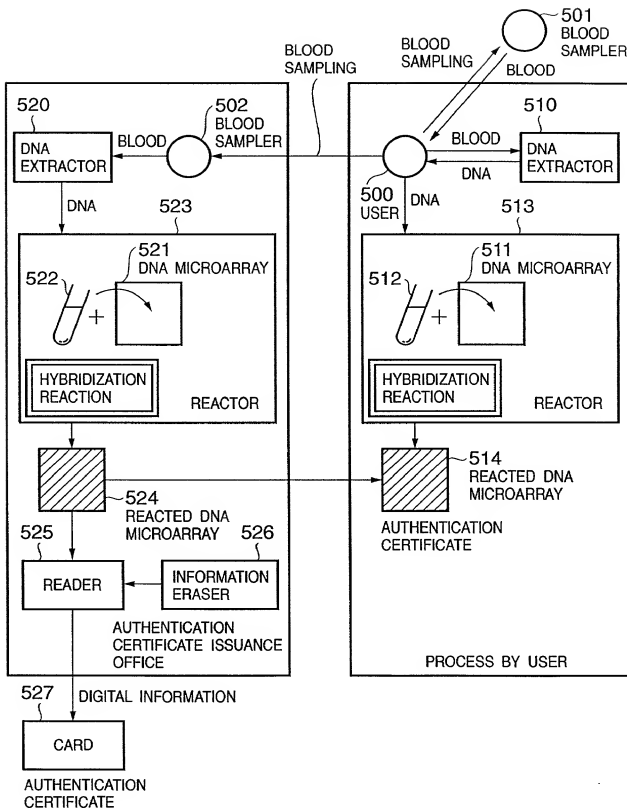 501
BLOOD
SAMPLER
BLOOD
SAMPLING
BLOOD
SAMPLING
BLOOD
520
DNA
EXTRACTOR
BLOOD
502
BLOOD
SAMPLER
BLOOD
DNA
500
USER
510
DNA
EXTRACTOR
DNA
DNA
523
521
DNA MICROARRAY
522
+
HYBRIDIZATION
REACTION
REACTOR
513
511
DNA MICROARRAY
512
+
HYBRIDIZATION
REACTION
REACTOR
524
REACTED DNA
MICROARRAY
514
REACTED DNA
MICROARRAY
AUTHENTICATION
CERTIFICATE
525
READER
526
INFORMATION
ERASER
AUTHENTICATION
CERTIFICATE ISSUANCE
OFFICE
PROCESS BY USER
DIGITAL INFORMATION
527
CARD
AUTHENTICATION
CERTIFICATE